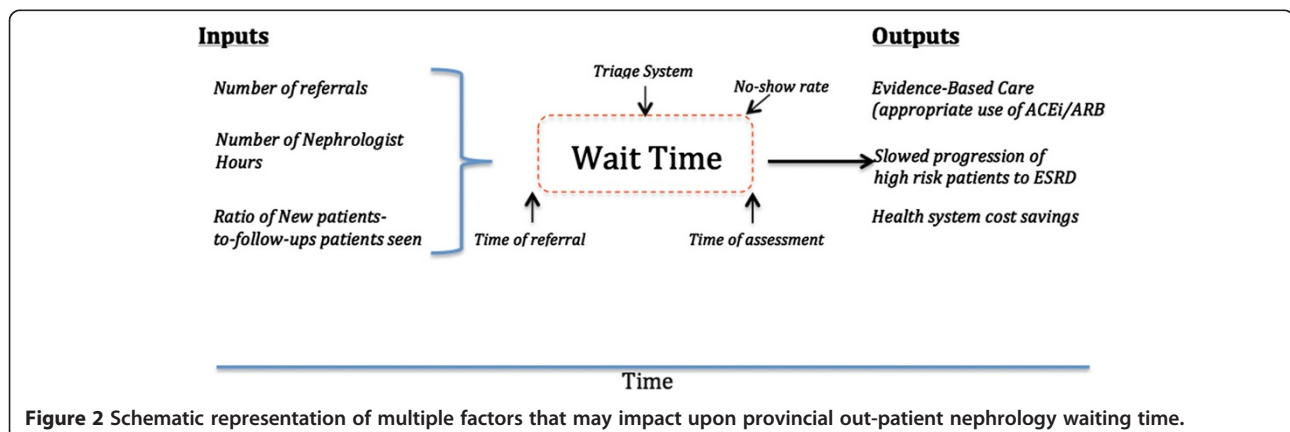 Inputs
Number of referrals
Number of Nephrologist
Hours
Ratio of New patients-
to-follow-ups patients seen
Triage System
No-show rate
Wait Time
Time of referral
Time of assessment
Outputs
Evidence-Based Care
(appropriate use of ACEi/ARB
Slowed progression of
high risk patients to ESRD
Health system cost savings
Time
Figure 2 Schematic representation of multiple factors that may impact upon provincial out-patient nephrology waiting time.